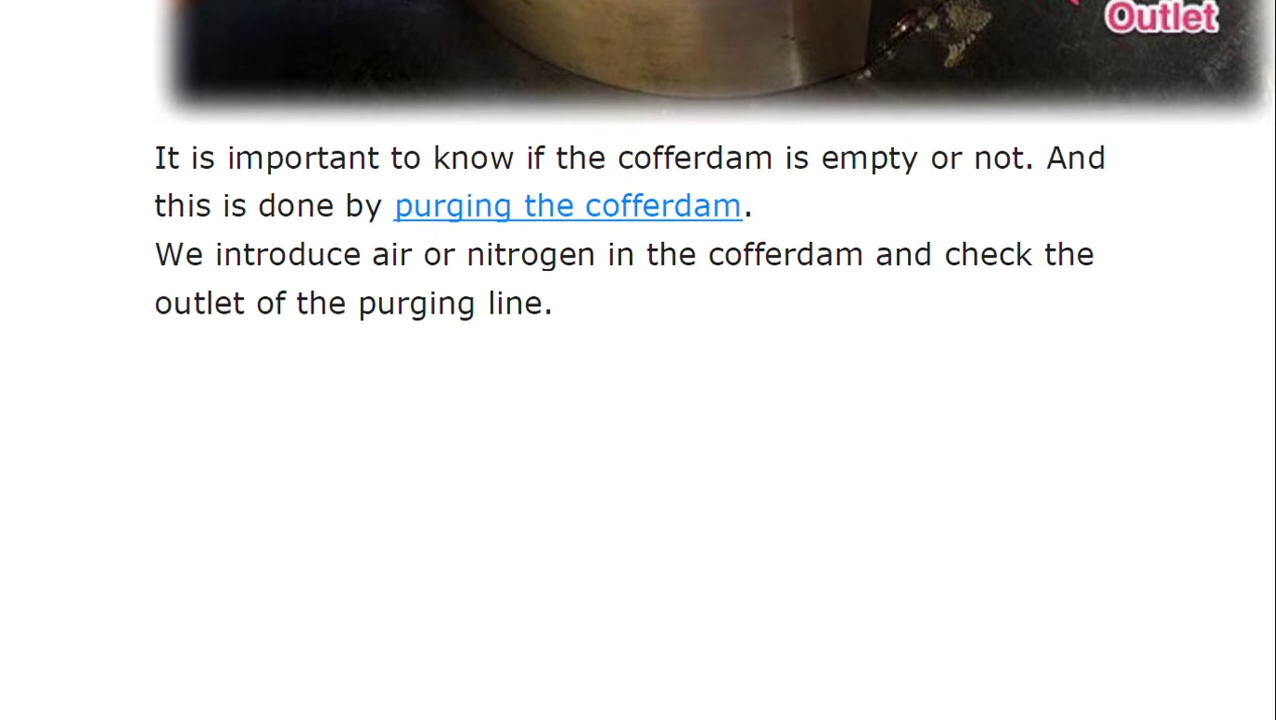 Outlet
It is important to know if the cofferdam is empty or not. And
this is done by purging the cofferdam.
We introduce air or nitrogen in the cofferdam and check the
outlet of the purging line.